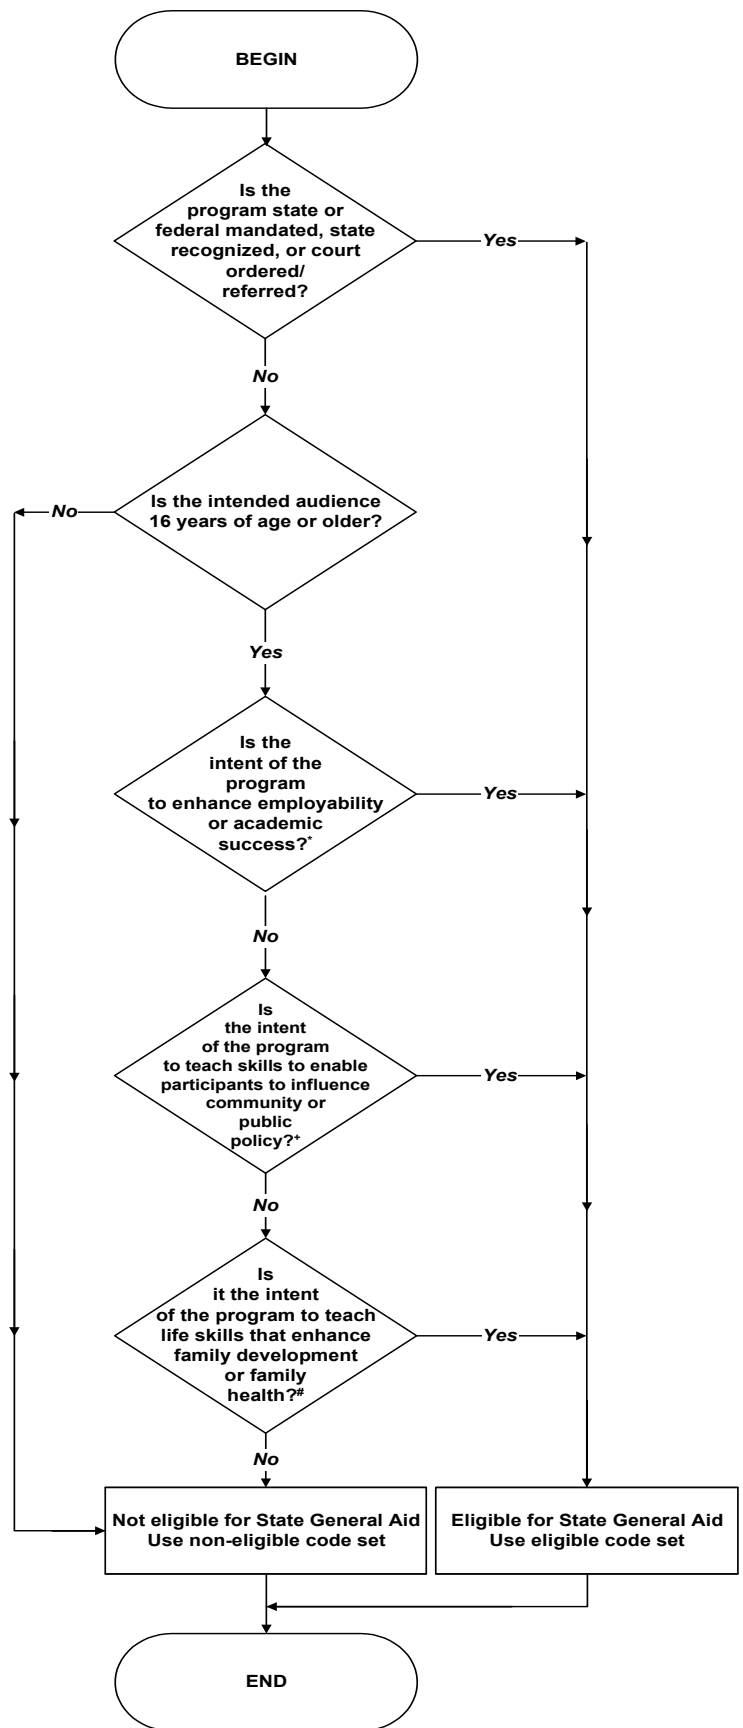 BEGIN
Is the
program state or
federal mandated, state
recognized, or court
ordered/
referred?
Yes
No
Is the intended audience
16 years of age or older?
No
Yes
Is the
intent of the
program
to enhance employability
or academic
success?*
Yes
No
Is
the intent
of the program
to teach skills to enable
participants to influence
community or
public
policy?+
Yes
No
Is
it the intent
of the program to teach
life skills that enhance
family development
or family
health?#
Yes
No
Not eligible for State General Aid
Use non-eligible code set
Eligible for State General Aid
Use eligible code set
END